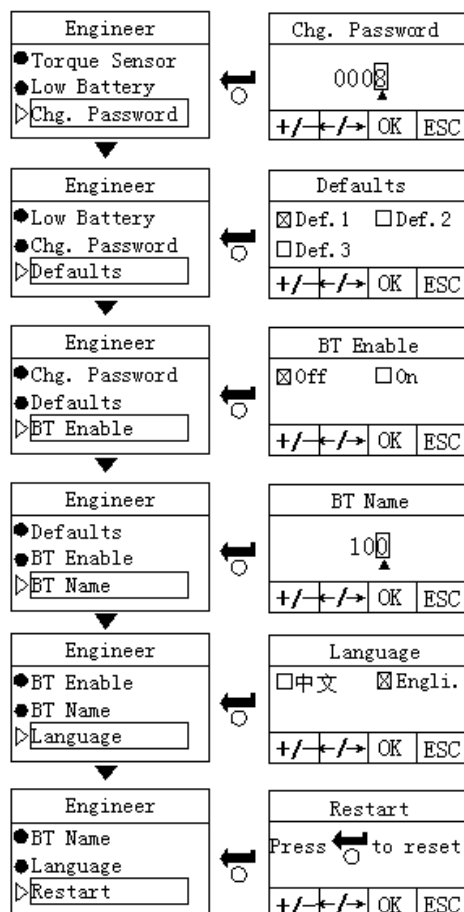 Engineer
Torque Sensor
Low Battery
Chg. Password
Chg. Password
0008
+/- ←/→ OK ESC
Engineer
Low Battery
Chg. Password
Defaults
Defaults
☒Def.1 ☐Def.2
☐Def.3
+/- ←/→ OK ESC
Engineer
Chg. Password
Defaults
BT Enable
BT Enable
☒Off ☐On
+/- ←/→ OK ESC
Engineer
Defaults
BT Enable
BT Name
BT Name
100
+/- ←/→ OK ESC
Engineer
BT Enable
BT Name
Language
Language
☐中文 ☒Engli.
+/- ←/→ OK ESC
Engineer
BT Name
Language
Restart
Restart
Press to reset
+/- ←/→ OK ESC